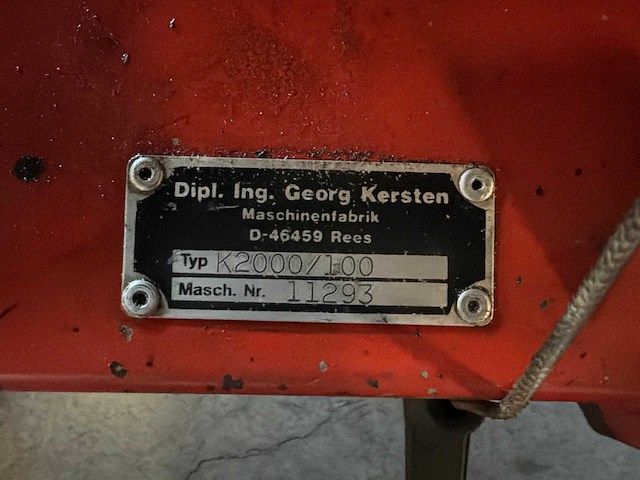 Dipl. Ing. Georg Kersten
Maschinenfabrik
D-46459 Rees
Typ K2000/100
Masch. Nr. 11293